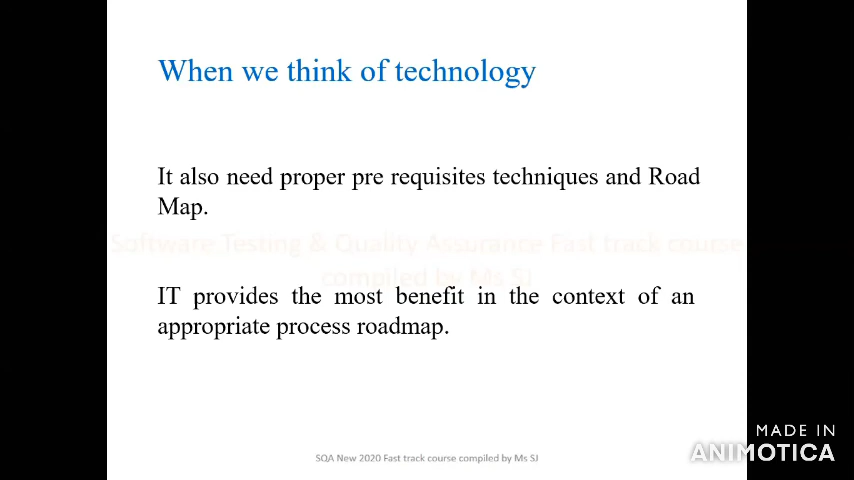 When we think of technology
It also need proper pre requisites techniques and Road
Map.
Software Testing & Quality Assurance Fast track course
compiled by Ms SJ
IT provides the most benefit in the context of an
appropriate process roadmap.
SQA New 2020 Fast track course compiled by Ms SJ
MADE IN
ANIMOTICA